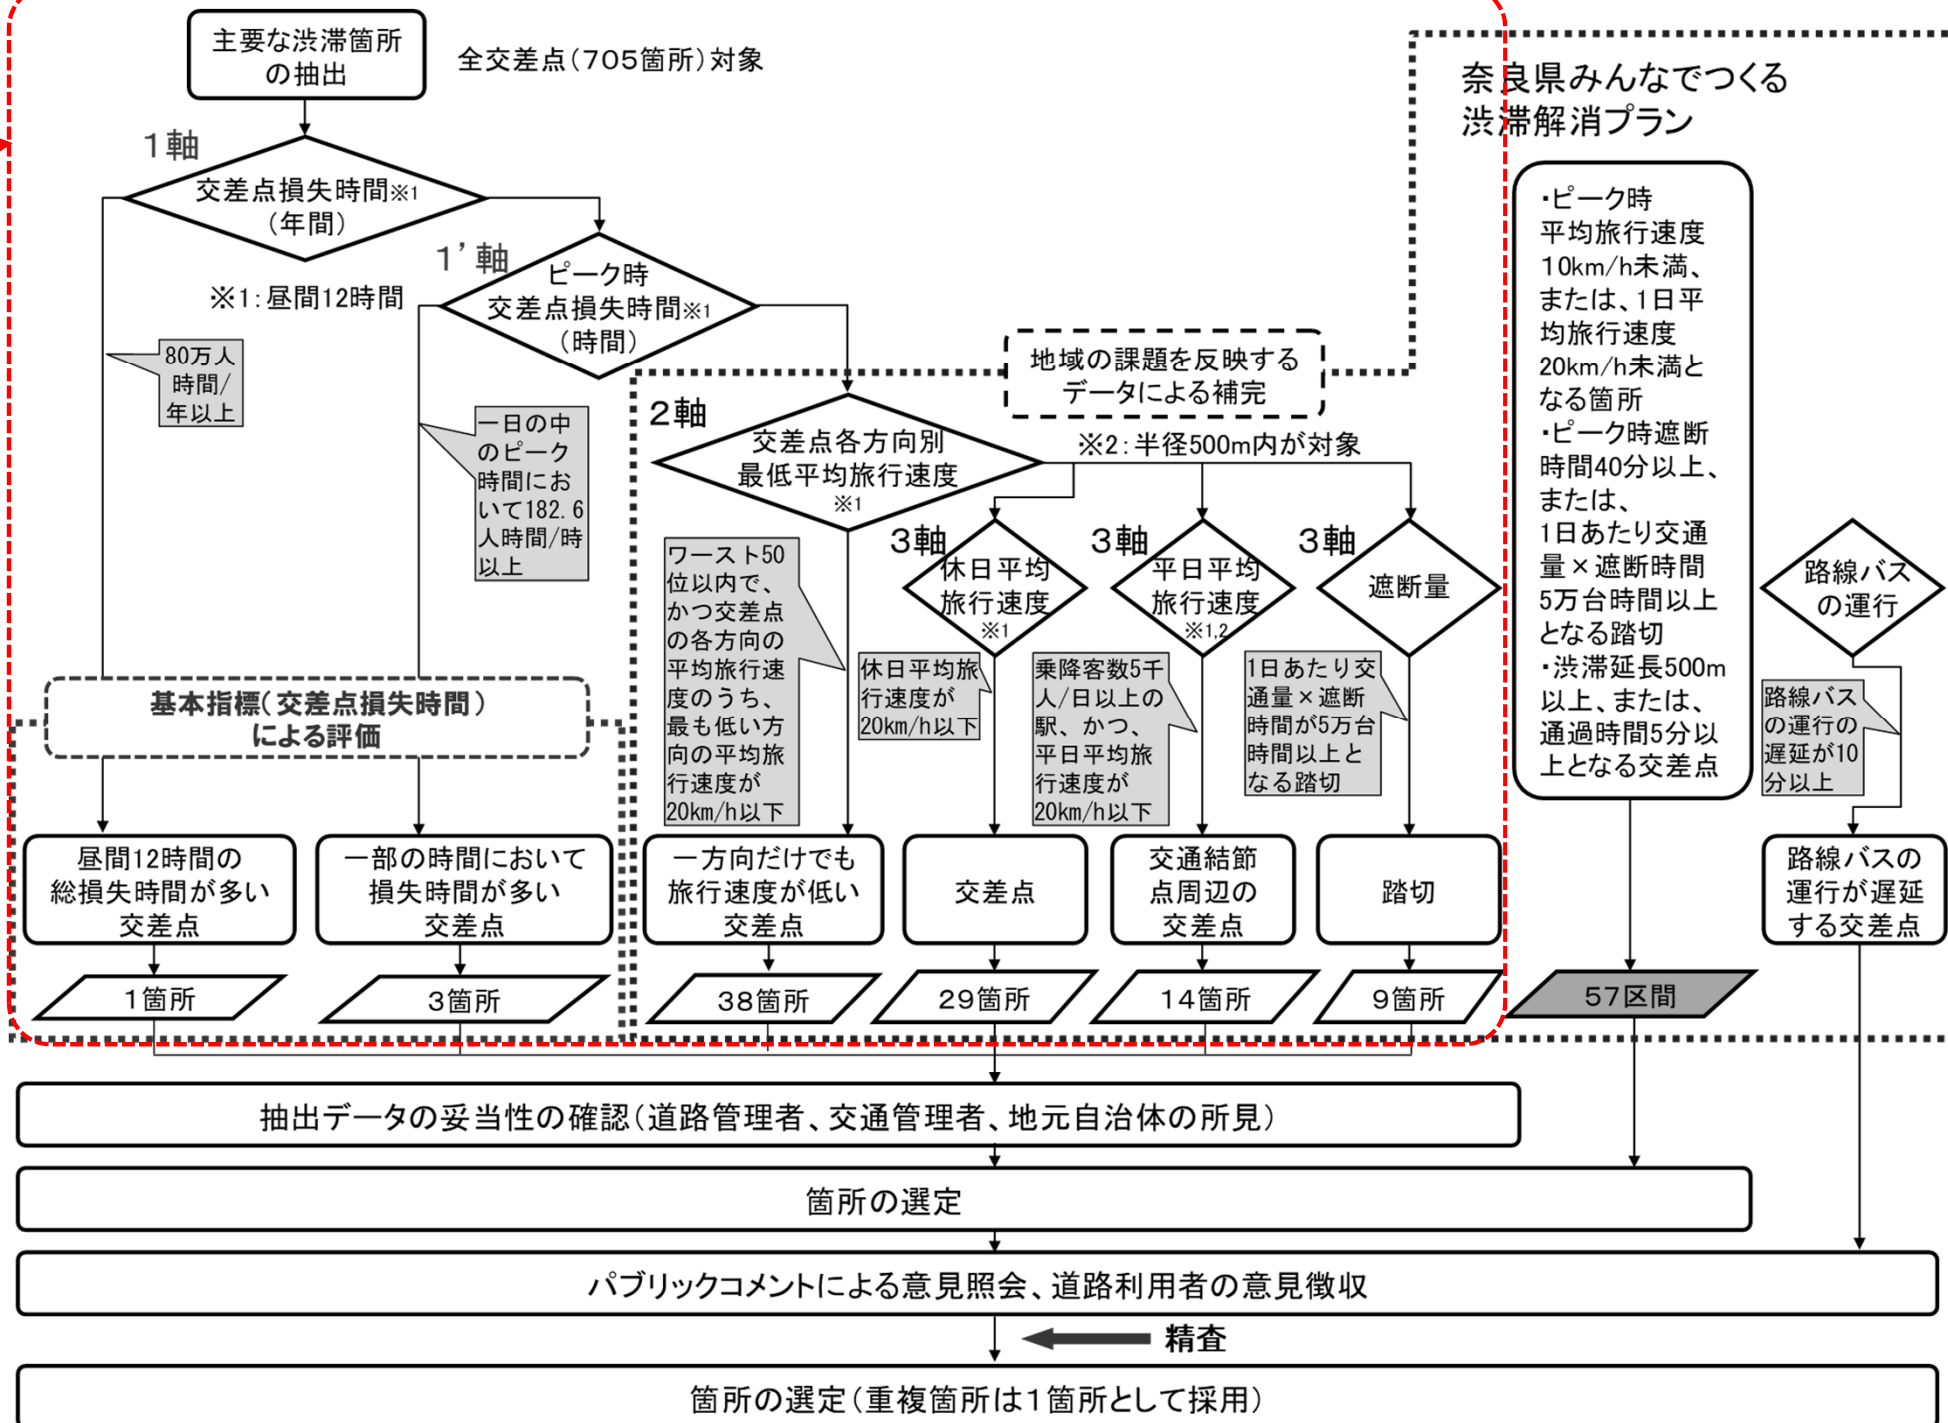 主要な渋滞箇所
の抽出
全交差点（705箇所）対象
奈良県みんなでつくる
渋滞解消プラン
1軸
交差点損失時間※1
（年間）
1’軸
ピーク時
交差点損失時間※1
（時間）
※1：昼間12時間
80万人
時間/
年以上
一日の中
のピーク
時間にお
いて182.6
人時間/時
以上
地域の課題を反映する
データによる補完
2軸
交差点各方向別
最低平均旅行速度
※1
※2：半径500m内が対象
3軸
休日平均
旅行速度
※1
3軸
平日平均
旅行速度
※1,2
3軸
遮断量
・ピーク時
平均旅行速度
10km/h未満、
または、1日平
均旅行速度
20km/h未満と
なる箇所
・ピーク時遮断
時間40分以上、
または、
1日あたり交通
量×遮断時間
5万台時間以上
となる踏切
・渋滞延長500m
以上、または、
通過時間5分以
上となる交差点
路線バス
の運行
ワースト50
位以内で、
かつ交差点
の各方向の
平均旅行速
度のうち、
最も低い方
向の平均旅
行速度が
20km/h以下
休日平均旅
行速度が
20km/h以下
乗降客数5千
人/日以上の
駅、かつ、
平日平均旅
行速度が
20km/h以下
1日あたり交
通量×遮断
時間が5万台
時間以上と
なる踏切
路線バス
の運行の
遅延が10
分以上
基本指標（交差点損失時間）
による評価
昼間12時間の
総損失時間が多い
交差点
一部の時間において
損失時間が多い
交差点
一方向だけでも
旅行速度が低い
交差点
交差点
交通結節
点周辺の
交差点
踏切
路線バスの
運行が遅延
する交差点
1箇所
3箇所
38箇所
29箇所
14箇所
9箇所
57区間
抽出データの妥当性の確認（道路管理者、交通管理者、地元自治体の所見）
箇所の選定
パブリックコメントによる意見照会、道路利用者の意見徴収
精査
箇所の選定（重複箇所は1箇所として採用）